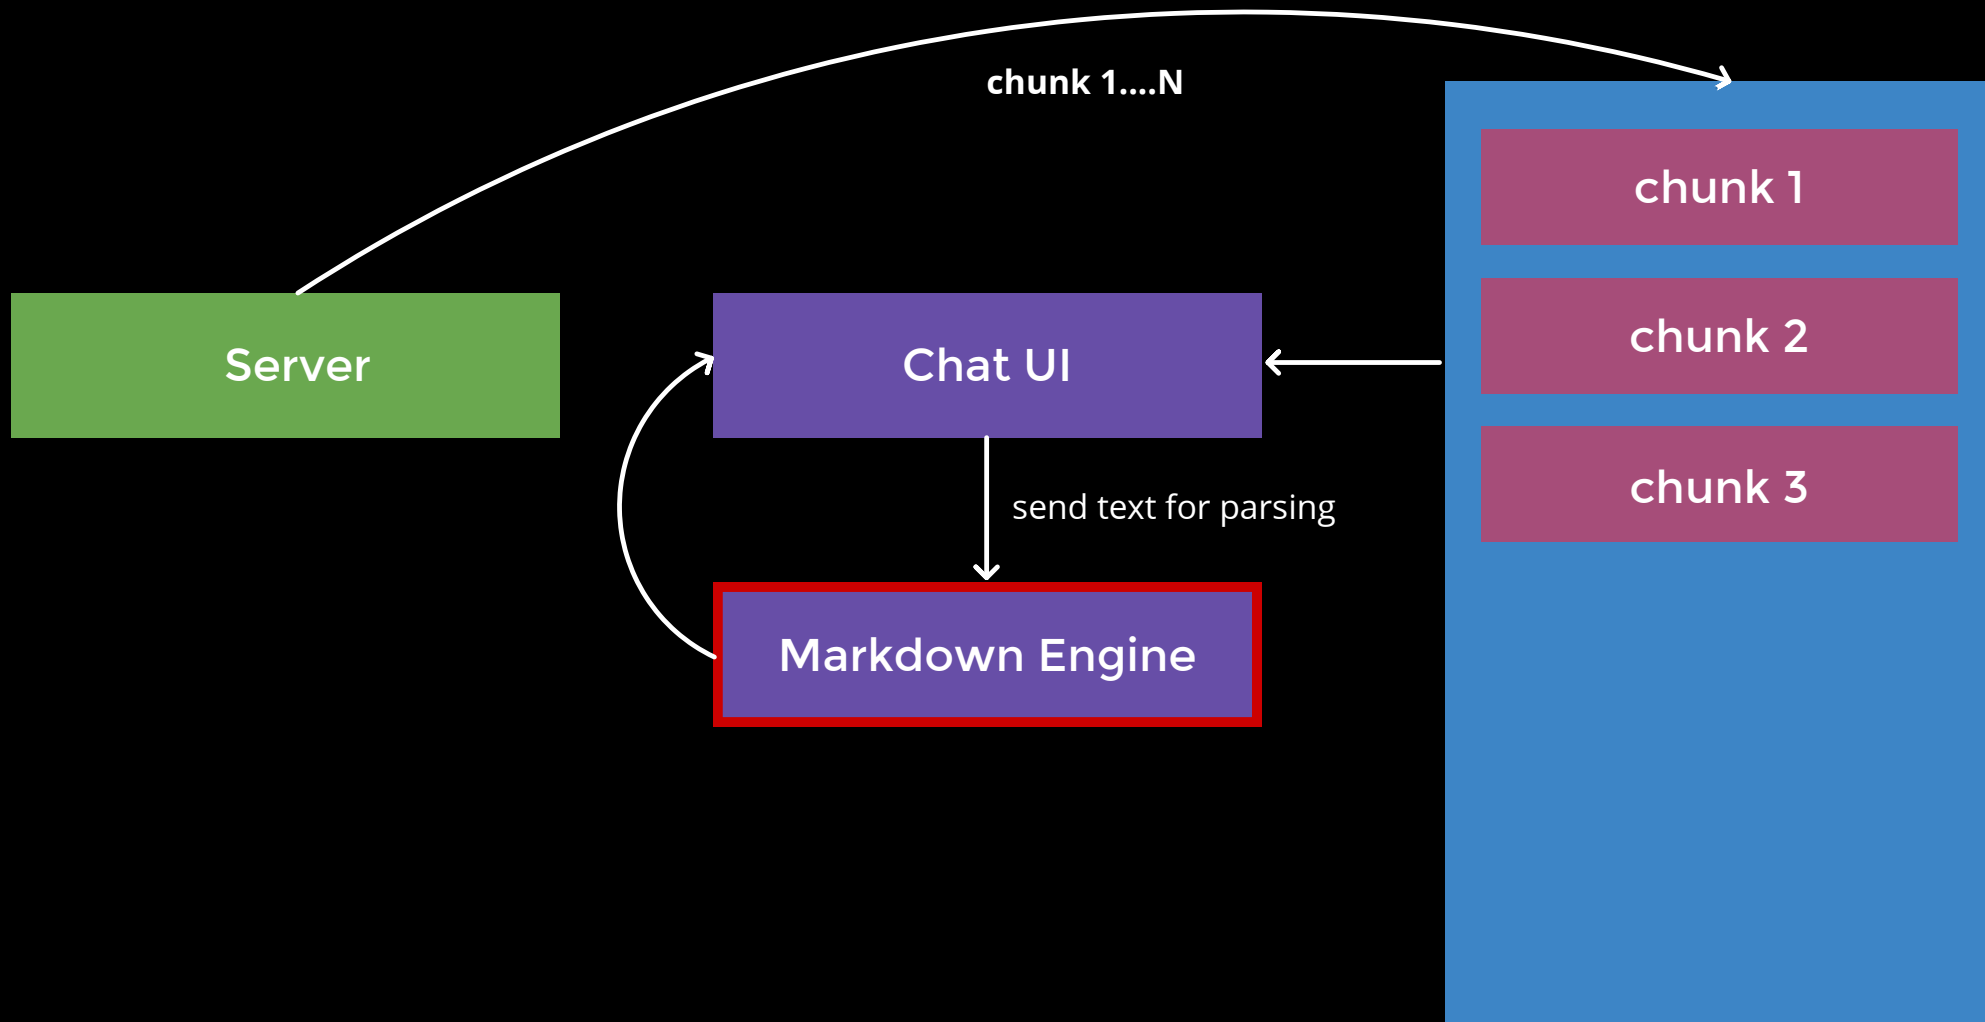 chunk 1....N
chunk 1
chunk 2
chunk 3
Server
Chat UI
send text for parsing
Markdown Engine